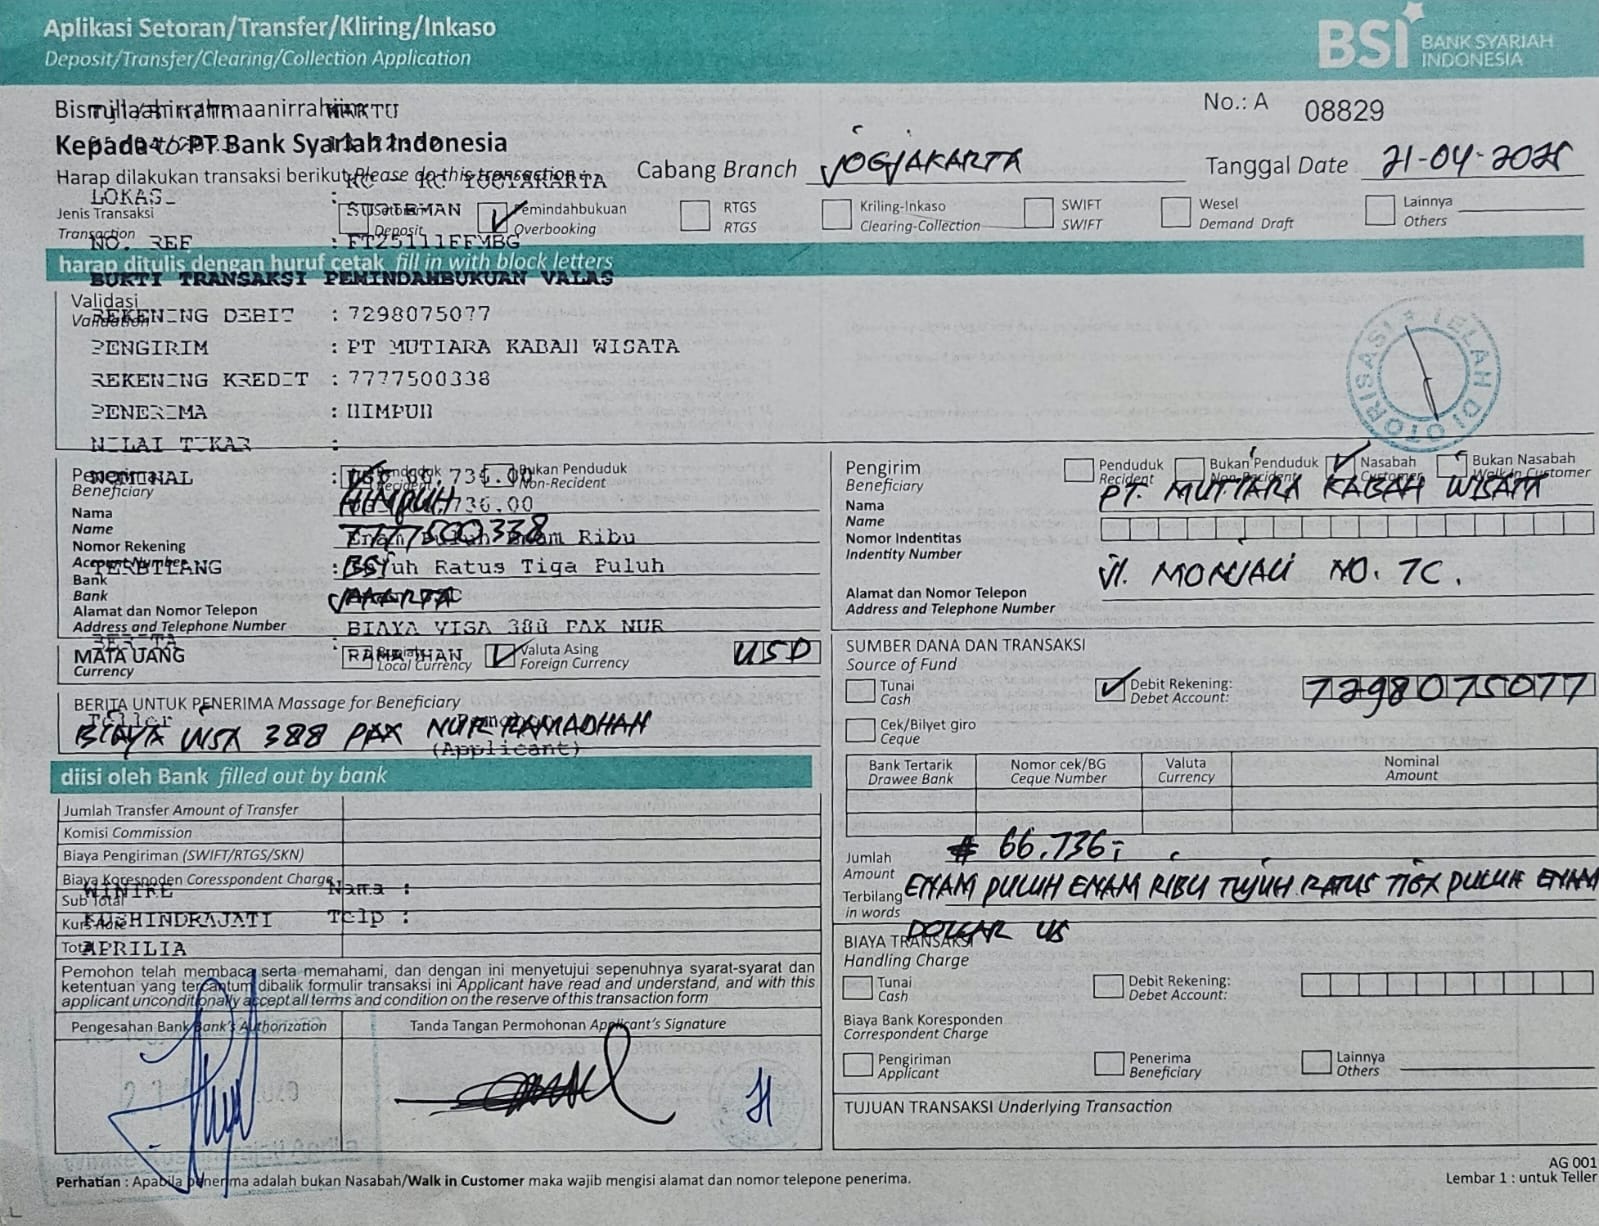 Aplikasi Setoran/Transfer/Kliring/Inkaso
Deposit/Transfer/Clearing/Collection Application
BSI BANK SYARIAH INDONESIA
Bismillaahirrahmaanirrahiim
WAKTU
No.: A 08829
Kepada to PT Bank Syariah Indonesia
Harap dilakukan transaksi berikut Please do this transaction :
Cabang Branch JOGJAKARTA
Tanggal Date 21-04-2025
LOKASI : KC - KC YOGYAKARTA SUDIRMAN
Jenis Transaksi Transaction
Setoran Deposit
Pemindahbukuan Overbooking
RTGS RTGS
Kriling-Inkaso Clearing-Collection
SWIFT SWIFT
Wesel Demand Draft
Lainnya Others
NO. REF : FT25111FFMBG
harap ditulis dengan huruf cetak fill in with block letters
BUKTI TRANSAKSI PEMINDAHBUKUAN VALAS
Validasi Validation
REKENING DEBIT : 7298075077
PENGIRIM : PT MUTIARA KABAH WISATA
REKENING KREDIT : 7777500338
PENERIMA : HIMPUH
NILAI TUKAR :
TELAH DI OTORISASI
NOMINAL : USD 66,736.00
736.00
TERBILANG : Enam Puluh Enam Ribu
Tujuh Ratus Tiga Puluh
BERITA : BIAYA VISA 388 PAX NUR
RAMADHAN
Beneficiary
Penduduk Recident
Bukan Penduduk Non-Recident
Nama Name HIMPUH
Nomor Rekening Account Number 7777500338
Bank Bank BSI
Alamat dan Nomor Telepon Address and Telephone Number JAKARTA
MATA UANG Currency
Local Currency
Valuta Asing Foreign Currency
USD
BERITA UNTUK PENERIMA Massage for Beneficiary
BIAYA VISA 388 PAX NUR RAMADHAN
Teller
Pemohon
(Applicant)
Pengirim Beneficiary
Penduduk Recident
Bukan Penduduk Non-Recident
Nasabah Customer
Bukan Nasabah Walk in Customer
Nama Name PT. MUTIARA KABAH WISATA
Nomor Indentitas Indentity Number
Alamat dan Nomor Telepon Address and Telephone Number
Jl. MONJALI NO. 7C.
SUMBER DANA DAN TRANSAKSI
Source of Fund
Tunai Cash
Debit Rekening: Debet Account: 7298075077
Cek/Bilyet giro Ceque
Bank Tertarik Drawee Bank
Nomor cek/BG Ceque Number
Valuta Currency
Nominal Amount
Jumlah Amount 66.736,-
Terbilang in words ENAM PULUH ENAM RIBU TUJUH RATUS TIGA PULUH ENAM
DOLLAR US
diisi oleh Bank filled out by bank
Jumlah Transfer Amount of Transfer
Komisi Commission
Biaya Pengiriman (SWIFT/RTGS/SKN)
Biaya Koresponden Coresspondent Charge
Sub Total
Kurs Rate
Total
WINIKE
KUSHINDRAJATI
APRILIA
Nama :
Telp :
Pemohon telah membaca serta memahami, dan dengan ini menyetujui sepenuhnya syarat-syarat dan
ketentuan yang tercantum dibalik formulir transaksi ini Applicant have read and understand, and with this
applicant unconditionally accept all terms and condition on the reserve of this transaction form
Pengesahan Bank Bank's Authorization
Tanda Tangan Permohonan Applicant's Signature
BIAYA TRANSAKSI
Handling Charge
Tunai Cash
Debit Rekening: Debet Account:
Biaya Bank Koresponden
Correspondent Charge
Pengiriman Applicant
Penerima Beneficiary
Lainnya Others
TUJUAN TRANSAKSI Underlying Transaction
Perhatian : Apabila penerima adalah bukan Nasabah/Walk in Customer maka wajib mengisi alamat dan nomor telepone penerima.
AG 001
Lembar 1 : untuk Teller